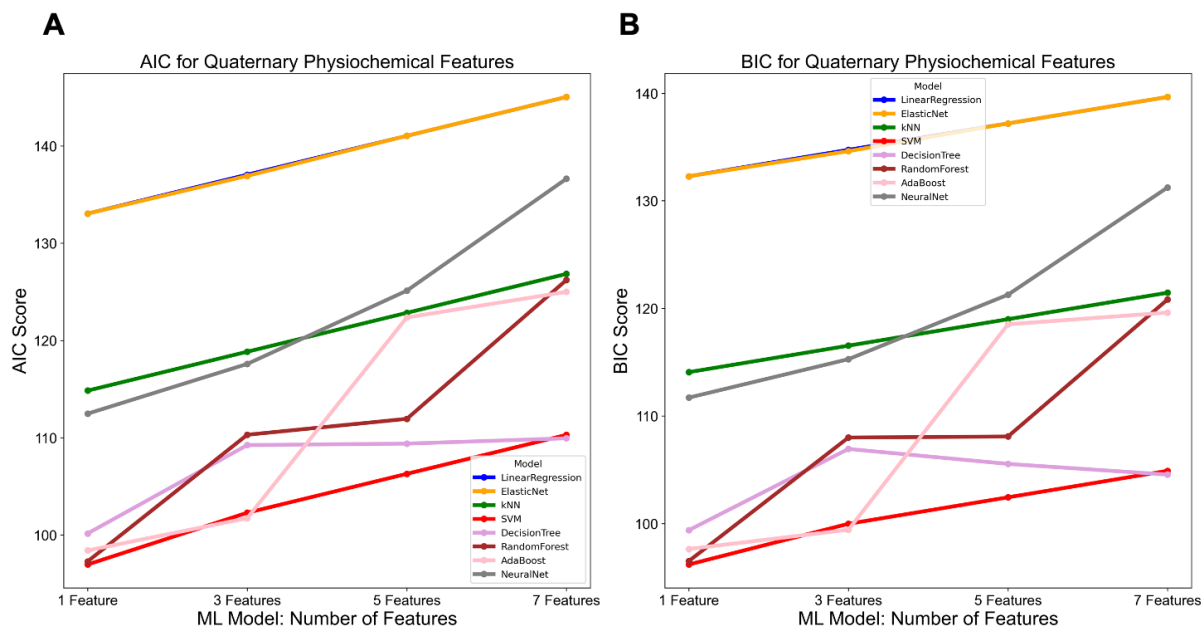 A
AIC for Quaternary Physiochemical Features
AIC Score
140
130
120
110
100
1 Feature
3 Features
5 Features
7 Features
ML Model: Number of Features
Model
LinearRegression
ElasticNet
kNN
SVM
DecisionTree
RandomForest
AdaBoost
NeuralNet
B
BIC for Quaternary Physiochemical Features
BIC Score
140
130
120
110
100
1 Feature
3 Features
5 Features
7 Features
ML Model: Number of Features
Model
LinearRegression
ElasticNet
kNN
SVM
DecisionTree
RandomForest
AdaBoost
NeuralNet